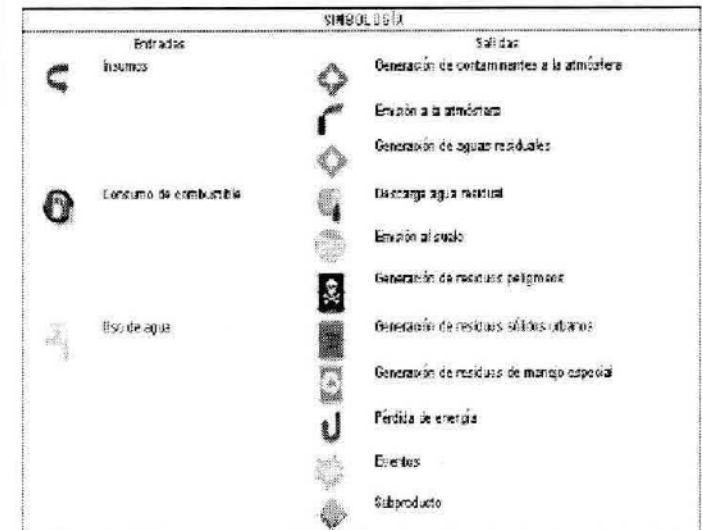 SIMBOLOGÍA
Entradas
Salidas
Insumos
Generación de contaminantes a la atmósfera
Emisión a la atmósfera
Generación de aguas residuales
Consumo de combustible
Descarga agua residual
Emisión al suelo
Generación de residuos peligrosos
Uso de agua
Generación de residuos sólidos urbanos
Generación de residuos de manejo especial
Pérdida de energía
Eventos
Subproducto